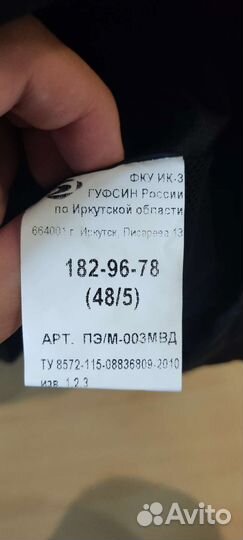 ФКУ ИК-3
ГУФСИН России
по Иркутской области
664001 г. Иркутск, Писарева 13
182-96-78
(48/5)
АРТ. ПЭ/М-003МВД
ТУ 8572-115-08836809-2010
изв. 1,2,3
Avito